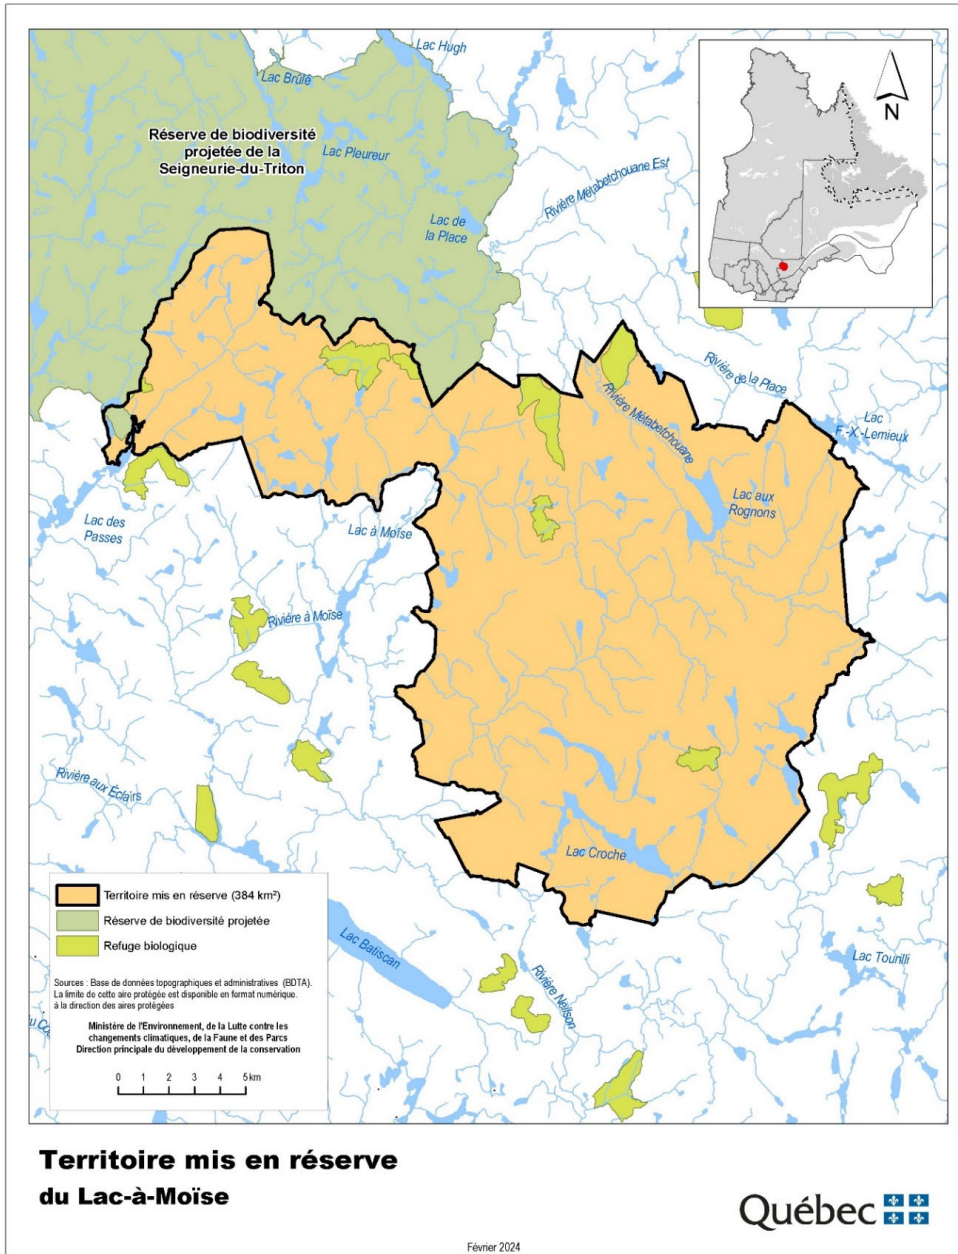 Lac Hugh
Lac Brûlé
N
Réserve de biodiversité
projetée de la
Seigneurie-du-Triton
Lac Pleureur
Rivière Métabetchouane Est
Lac de
la Place
Rivière de la Place
Rivière Métabetchouane
Lac
F.-X.-Lemieux
Lac aux
Rognons
Lac des
Passes
Lac à Moïse
Rivière à Moïse
Rivière aux Éclairs
Lac Croche
Territoire mis en réserve (384 km²)
Réserve de biodiversité projetée
Refuge biologique
Lac Batiscan
Rivière Neilson
Lac Tourilli
Sources : Base de données topographiques et administratives (BDTA).
La limite de cette aire protégée est disponible en format numérique.
à la direction des aires protégées
Ministère de l'Environnement, de la Lutte contre les
changements climatiques, de la Faune et des Parcs
Direction principale du développement de la conservation
0 1 2 3 4 5 km
Territoire mis en réserve
du Lac-à-Moïse
Québec
Février 2024